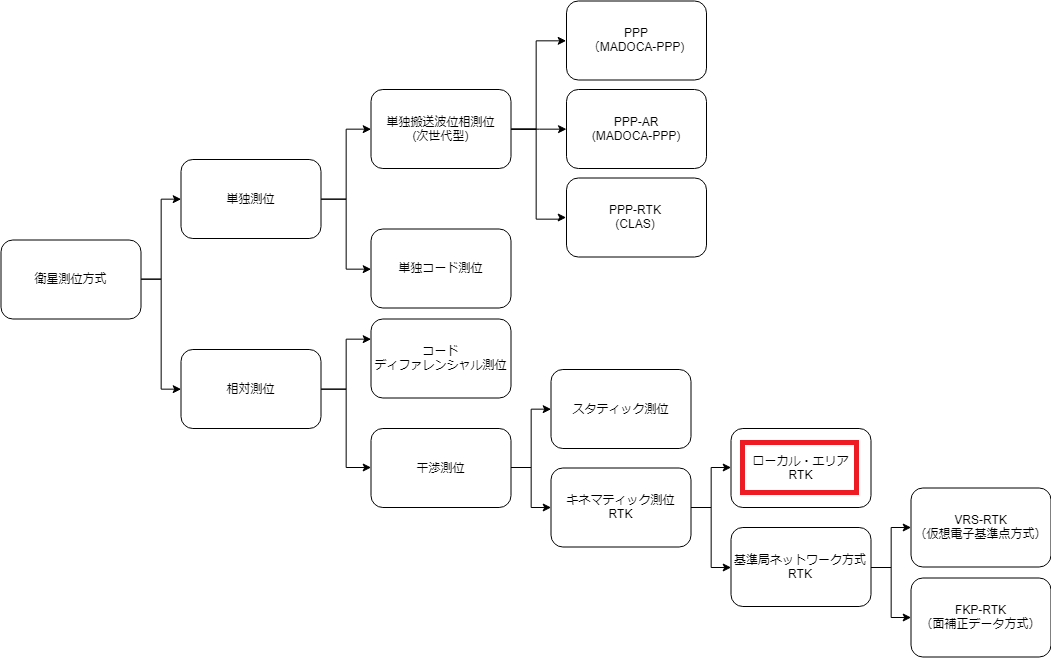 PPP
（MADOCA-PPP）
単独搬送波位相測位
(次世代型)
PPP-AR
(MADOCA-PPP)
単独測位
PPP-RTK
(CLAS)
衛星測位方式
単独コード測位
コード
ディファレンシャル測位
相対測位
スタティック測位
干渉測位
ローカル・エリア
RTK
キネマティック測位
RTK
VRS-RTK
（仮想電子基準点方式）
基準局ネットワーク方式
RTK
FKP-RTK
（面補正データ方式）